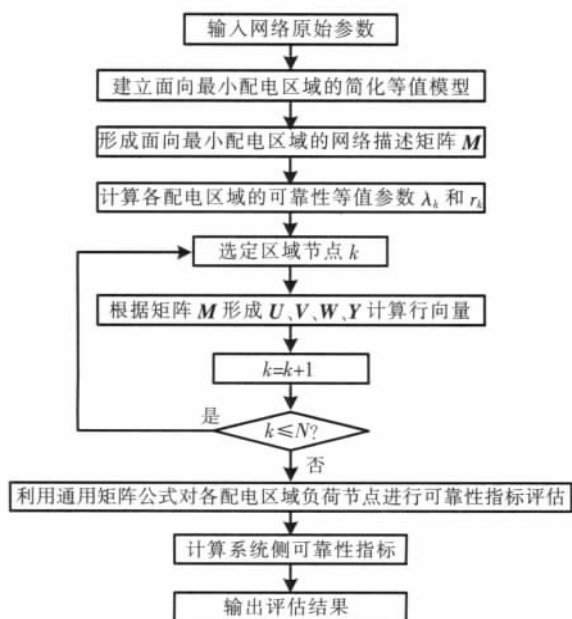 输入网络原始参数
建立面向最小配电区域的简化等值模型
形成面向最小配电区域的网络描述矩阵 M
计算各配电区域的可靠性等值参数 λk 和 rk
选定区域节点 k
根据矩阵 M 形成 U、V、W、Y 计算行向量
k=k+1
是
k≤N?
否
利用通用矩阵公式对各配电区域负荷节点进行可靠性指标评估
计算系统侧可靠性指标
输出评估结果